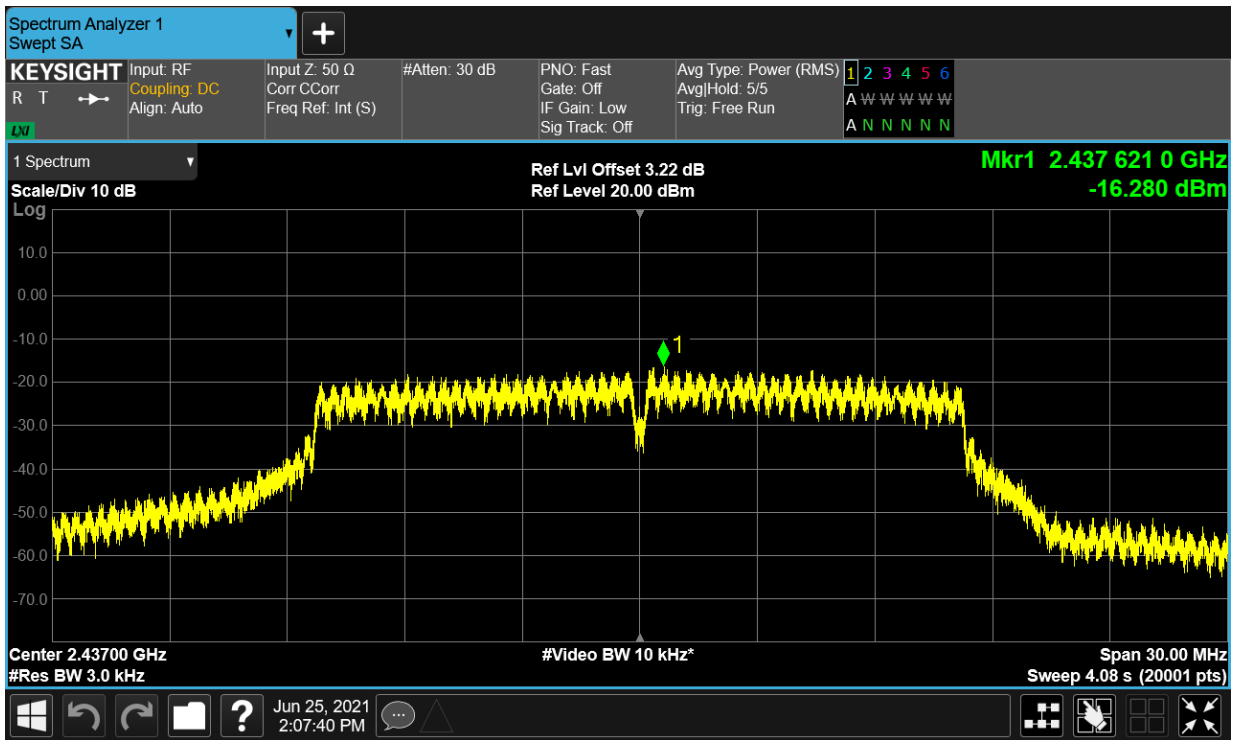 Spectrum Analyzer 1
Swept SA
KEYSIGHT
R T
LXI
Input: RF
Coupling: DC
Align: Auto
Input Z: 50 Ω
Corr CCorr
Freq Ref: Int (S)
#Atten: 30 dB
PNO: Fast
Gate: Off
IF Gain: Low
Sig Track: Off
Avg Type: Power (RMS)
Avg|Hold: 5/5
Trig: Free Run
1 2 3 4 5 6
A W W W W W
A N N N N N
1 Spectrum
Scale/Div 10 dB
Log
Ref Lvl Offset 3.22 dB
Ref Level 20.00 dBm
Mkr1 2.437 621 0 GHz
-16.280 dBm
10.0
0.00
-10.0
-20.0
-30.0
-40.0
-50.0
-60.0
-70.0
1
Center 2.43700 GHz
#Res BW 3.0 kHz
#Video BW 10 kHz*
Span 30.00 MHz
Sweep 4.08 s (20001 pts)
?
Jun 25, 2021
2:07:40 PM